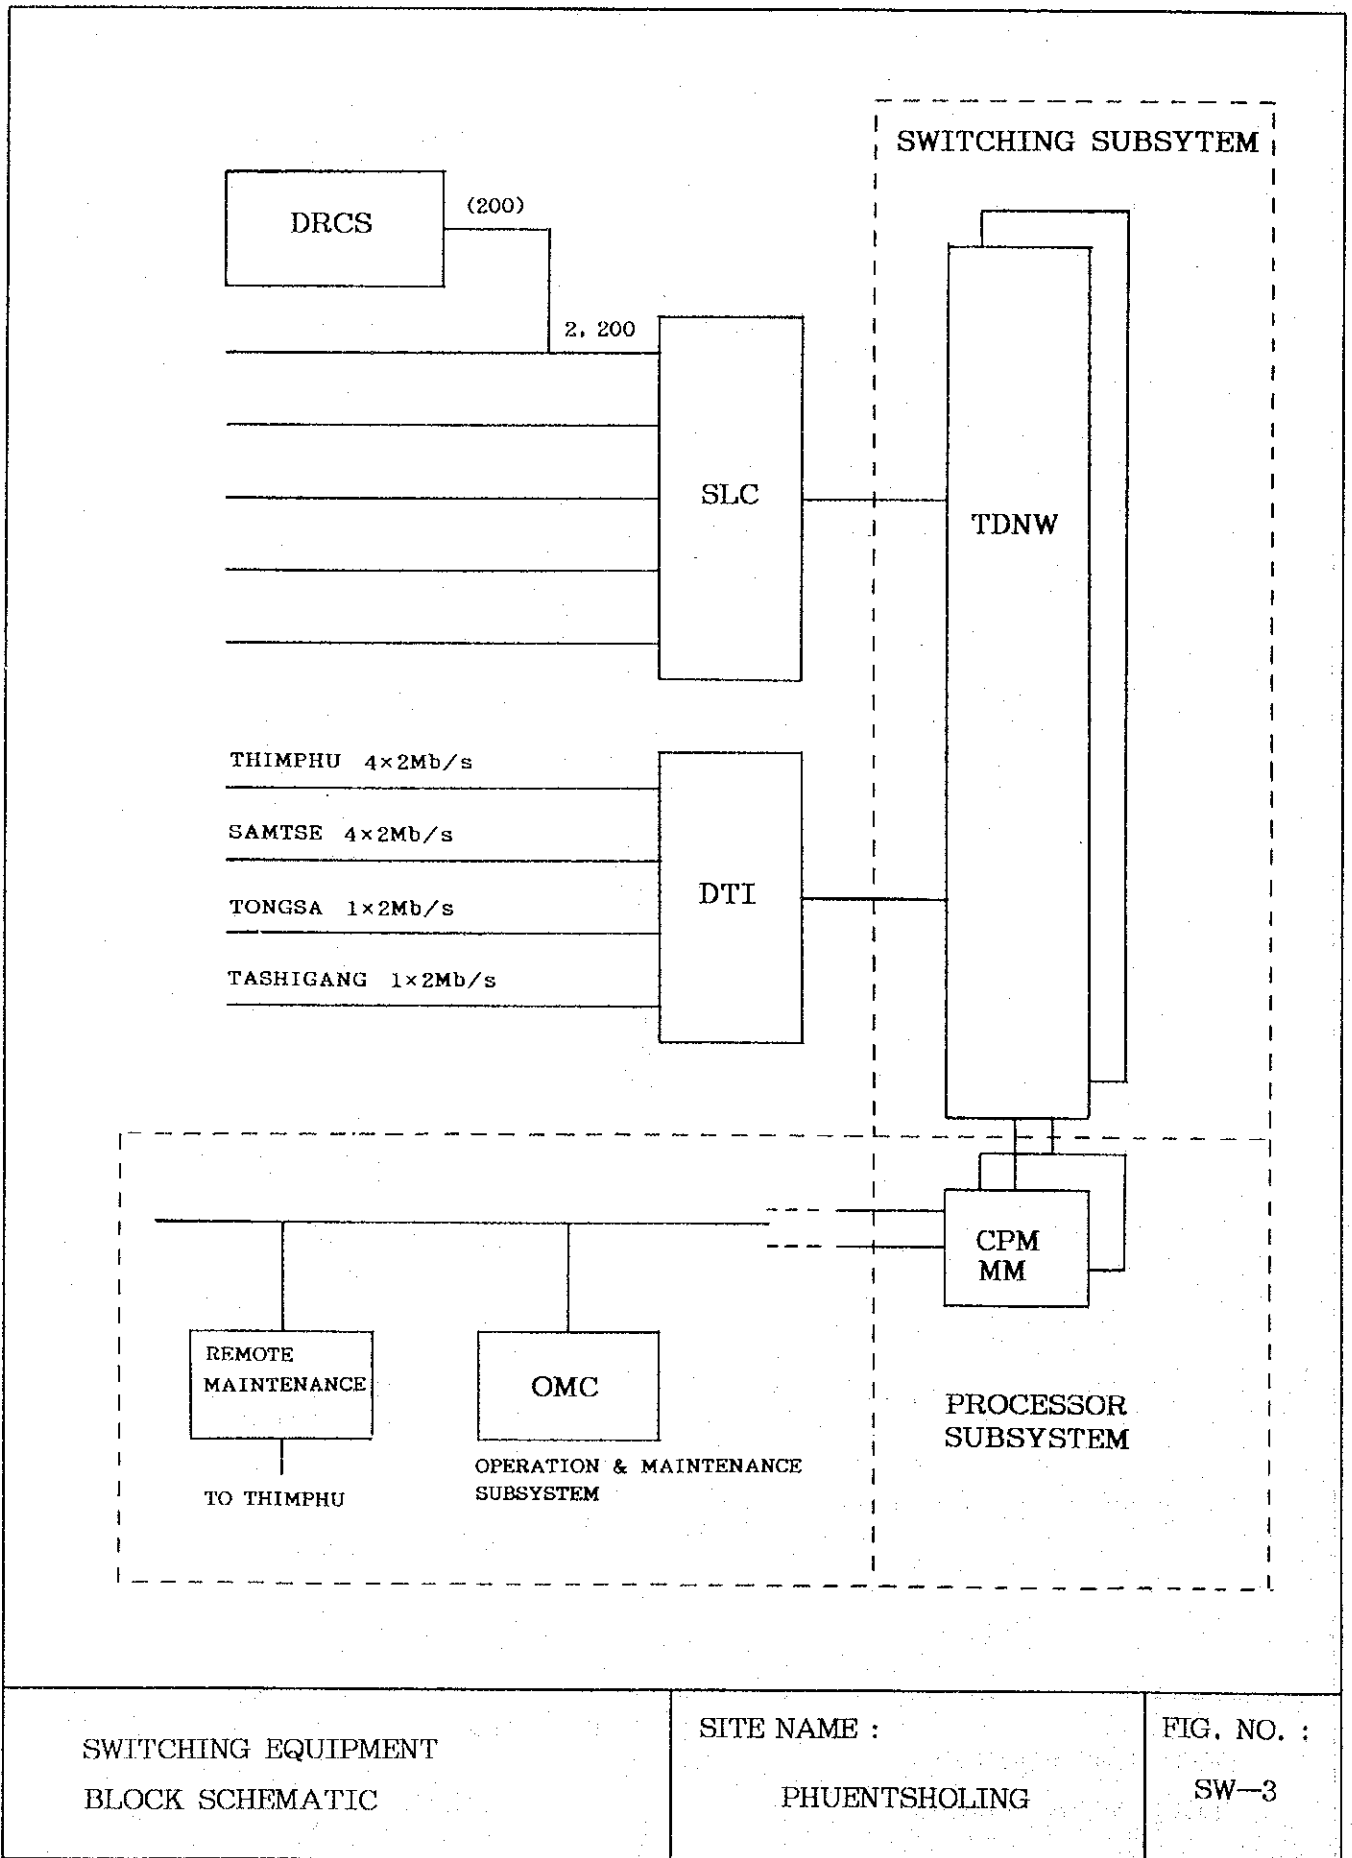 SWITCHING SUBSYTEM
DRCS
(200)
2, 200
SLC
TDNW
THIMPHU 4×2Mb/s
SAMTSE 4×2Mb/s
DTI
TONGSA 1×2Mb/s
TASHIGANG 1×2Mb/s
CPM
MM
REMOTE
MAINTENANCE
OMC
PROCESSOR
SUBSYSTEM
OPERATION & MAINTENANCE
SUBSYSTEM
TO THIMPHU
SWITCHING EQUIPMENT
BLOCK SCHEMATIC
SITE NAME :
PHUENTSHOLING
FIG. NO. :
SW—3